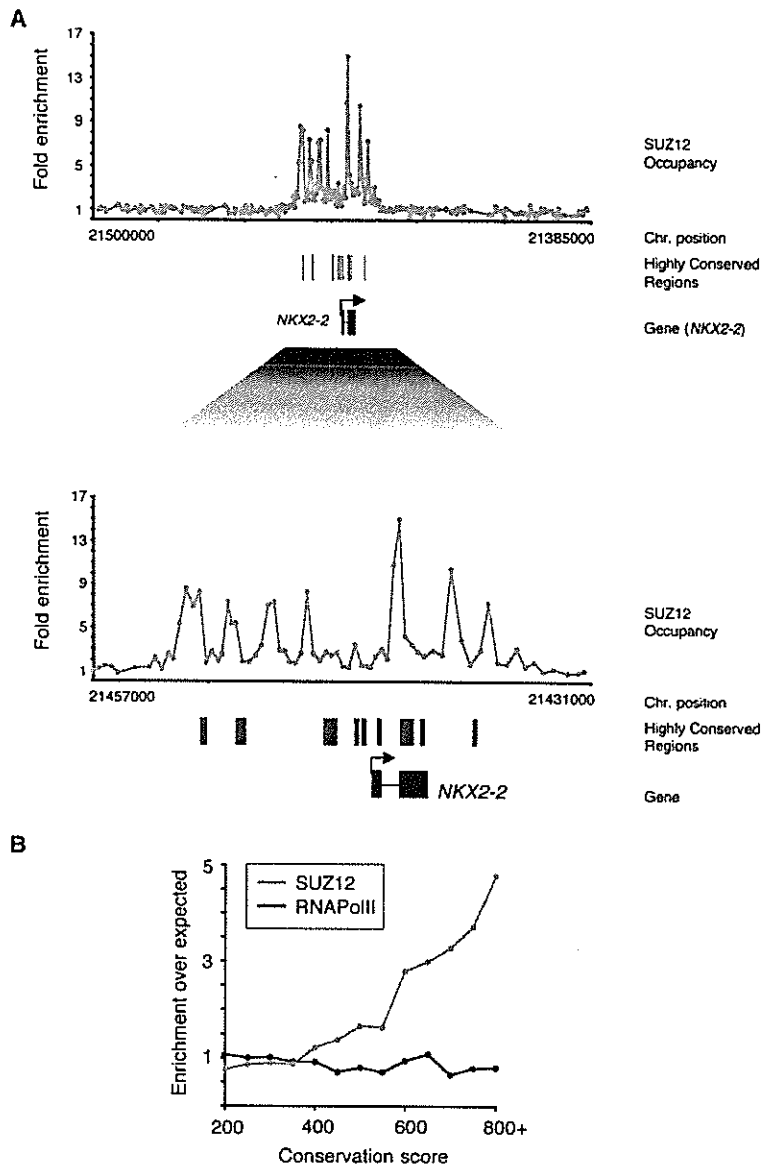 A
17
13
9
5
1
Fold enrichment
SUZ12
Occupancy
21500000
21385000
Chr. position
Highly Conserved
Regions
NKX2-2
Gene (NKX2-2)
17
13
9
5
1
Fold enrichment
SUZ12
Occupancy
21457000
21431000
Chr. position
Highly Conserved
Regions
NKX2-2
Gene
B
5
3
1
Enrichment over expected
SUZ12
RNAPolII
200
400
600
800+
Conservation score